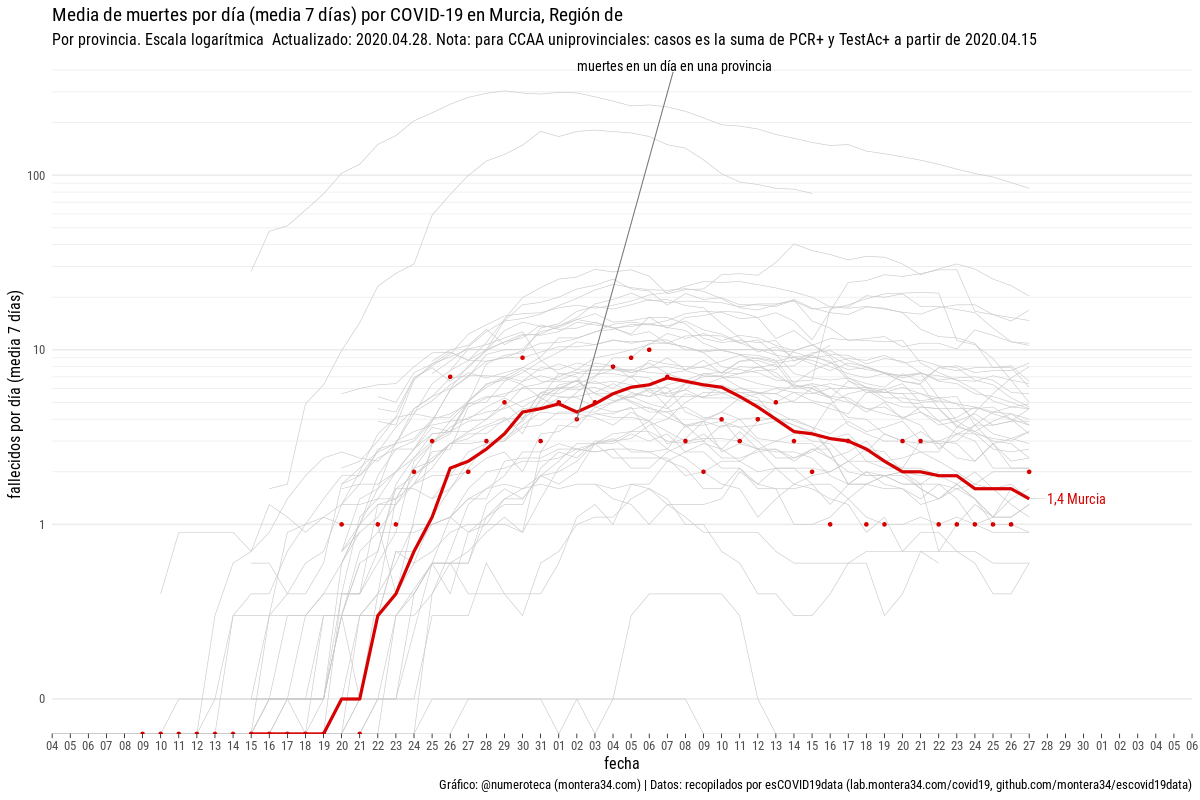 Media de muertes por día (media 7 días) por COVID-19 en Murcia, Región de
Por provincia. Escala logarítmica  Actualizado: 2020.04.28. Nota: para CCAA uniprovinciales: casos es la suma de PCR+ y TestAc+ a partir de 2020.04.15
muertes en un día en una provincia
fallecidos por día (media 7 días)
100
10
1
0
1,4 Murcia
04 05 06 07 08 09 10 11 12 13 14 15 16 17 18 19 20 21 22 23 24 25 26 27 28 29 30 31 01 02 03 04 05 06 07 08 09 10 11 12 13 14 15 16 17 18 19 20 21 22 23 24 25 26 27 28 29 30 01 02 03 04 05 06
fecha
Gráfico: @numeroteca (montera34.com) | Datos: recopilados por esCOVID19data (lab.montera34.com/covid19, github.com/montera34/escovid19data)